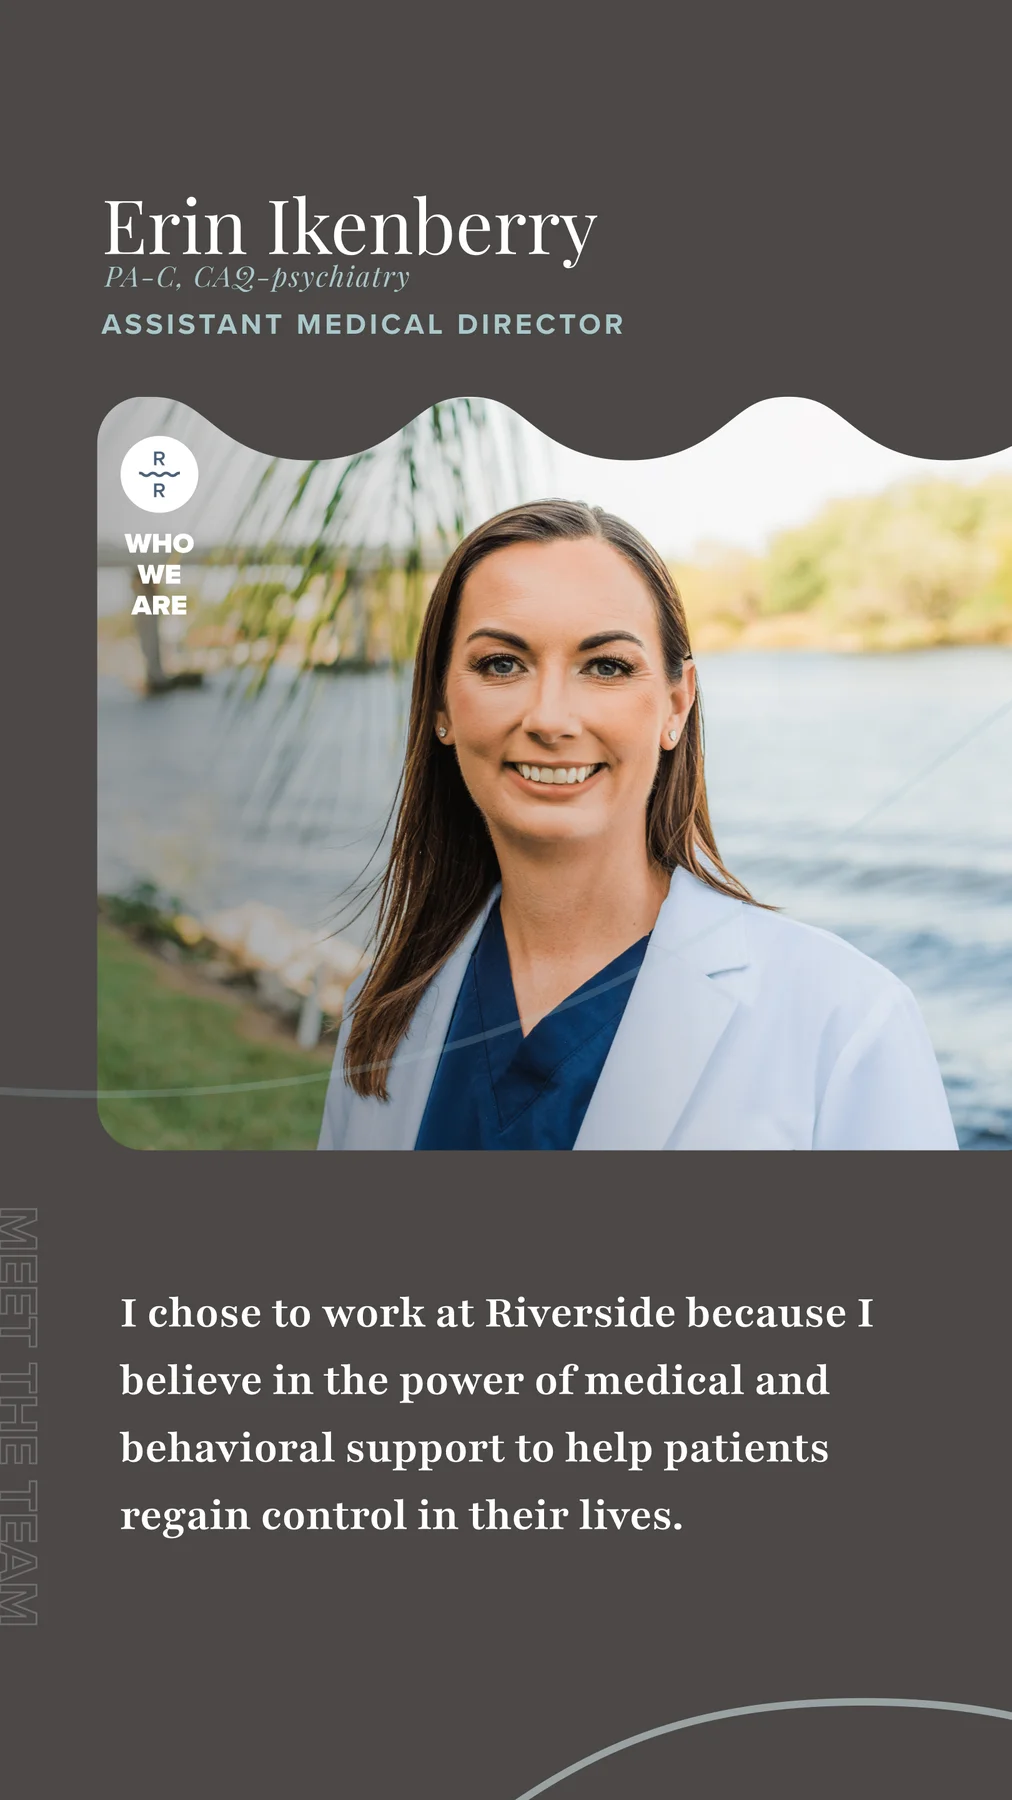 Erin Ikenberry
PA-C, CAQ-psychiatry
ASSISTANT MEDICAL DIRECTOR
R
R
WHO
WE
ARE
MEET THE TEAM
I chose to work at Riverside because I
believe in the power of medical and
behavioral support to help patients
regain control in their lives.